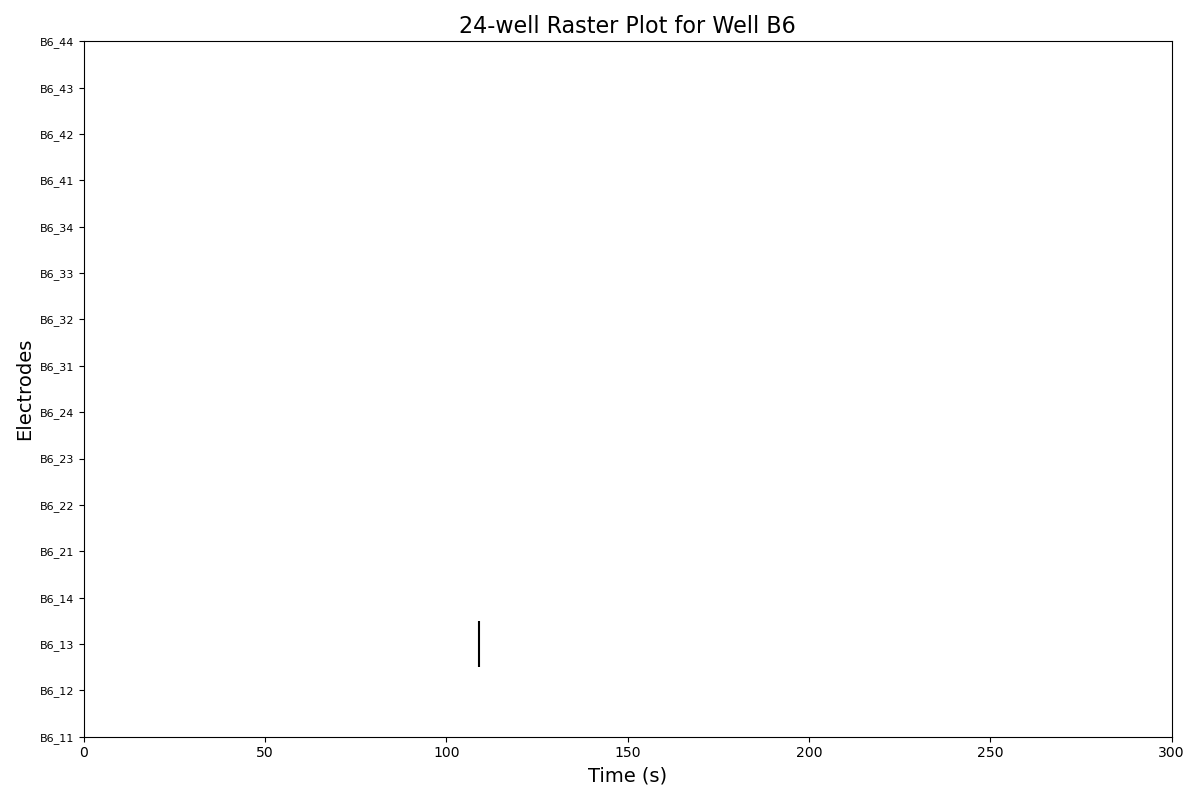 24-well Raster Plot for Well B6
B6_44
B6_43
B6_42
B6_41
B6_34
B6_33
B6_32
B6_31
B6_24
B6_23
B6_22
B6_21
B6_14
B6_13
B6_12
B6_11
Electrodes
0 50 100 150 200 250 300
Time (s)